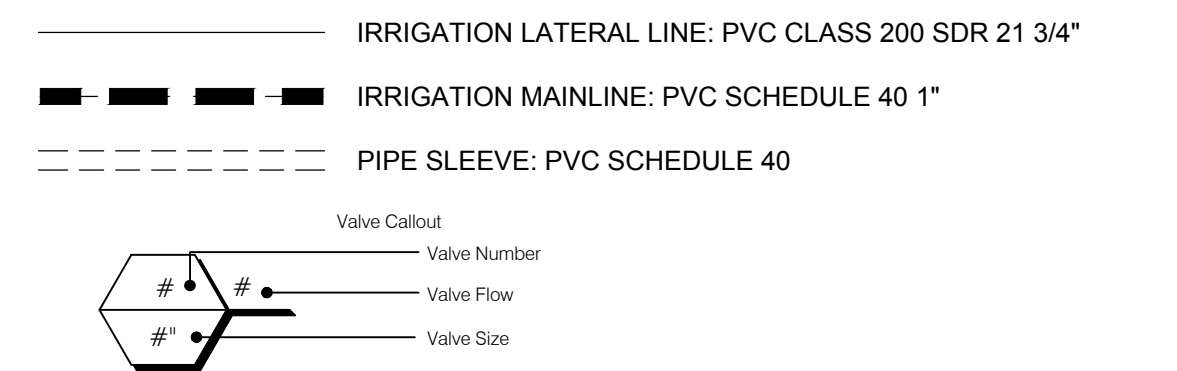 IRRIGATION LATERAL LINE: PVC CLASS 200 SDR 21 3/4"
IRRIGATION MAINLINE: PVC SCHEDULE 40 1"
PIPE SLEEVE: PVC SCHEDULE 40
Valve Callout
Valve Number
# #
Valve Flow
#"
Valve Size